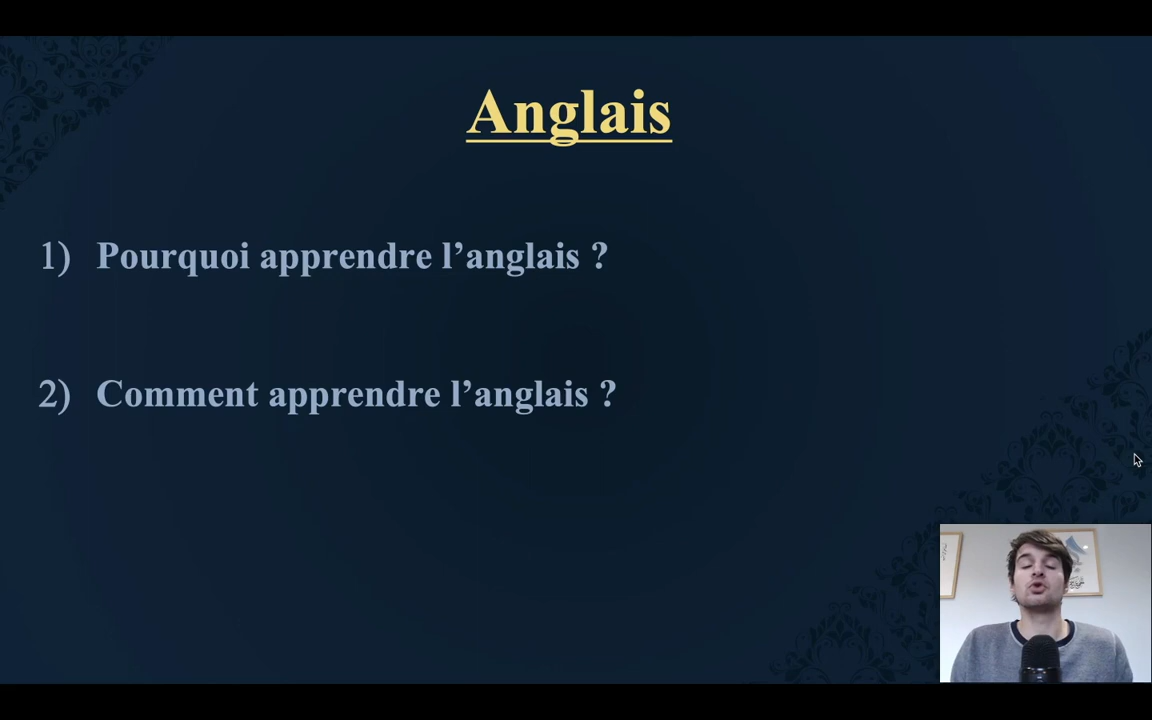 Anglais
1) Pourquoi apprendre l’anglais ?
2) Comment apprendre l’anglais ?